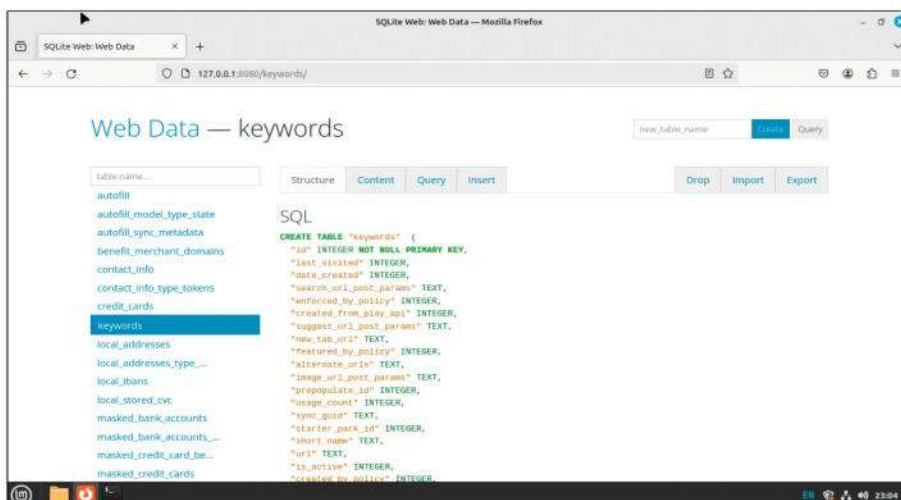 SQLite Web: Web Data — Mozilla Firefox
SQLite Web: Web Data
127.0.0.1:8080/keywords/
Web Data — keywords
new_table_name
Create
Query
table name...
Structure
Content
Query
Insert
Drop
Import
Export
autofill
autofill_model_type_state
autofill_sync_metadata
benefit_merchant_domains
contact_info
contact_info_type_tokens
credit_cards
keywords
local_addresses
local_addresses_type_...
local_ibans
local_stored_cvc
masked_bank_accounts
masked_bank_accounts_...
masked_credit_card_be...
masked_credit_cards
SQL
CREATE TABLE "keywords" (
"id" INTEGER NOT NULL PRIMARY KEY,
"last_visited" INTEGER,
"date_created" INTEGER,
"search_url_post_params" TEXT,
"enforced_by_policy" INTEGER,
"created_from_play_api" INTEGER,
"suggest_url_post_params" TEXT,
"new_tab_url" TEXT,
"featured_by_policy" INTEGER,
"alternate_urls" TEXT,
"image_url_post_params" TEXT,
"prepopulate_id" INTEGER,
"usage_count" INTEGER,
"sync_guid" TEXT,
"starter_pack_id" INTEGER,
"short_name" TEXT,
"url" TEXT,
"is_active" INTEGER,
"created_by_policy" INTEGER,
EN
23:04